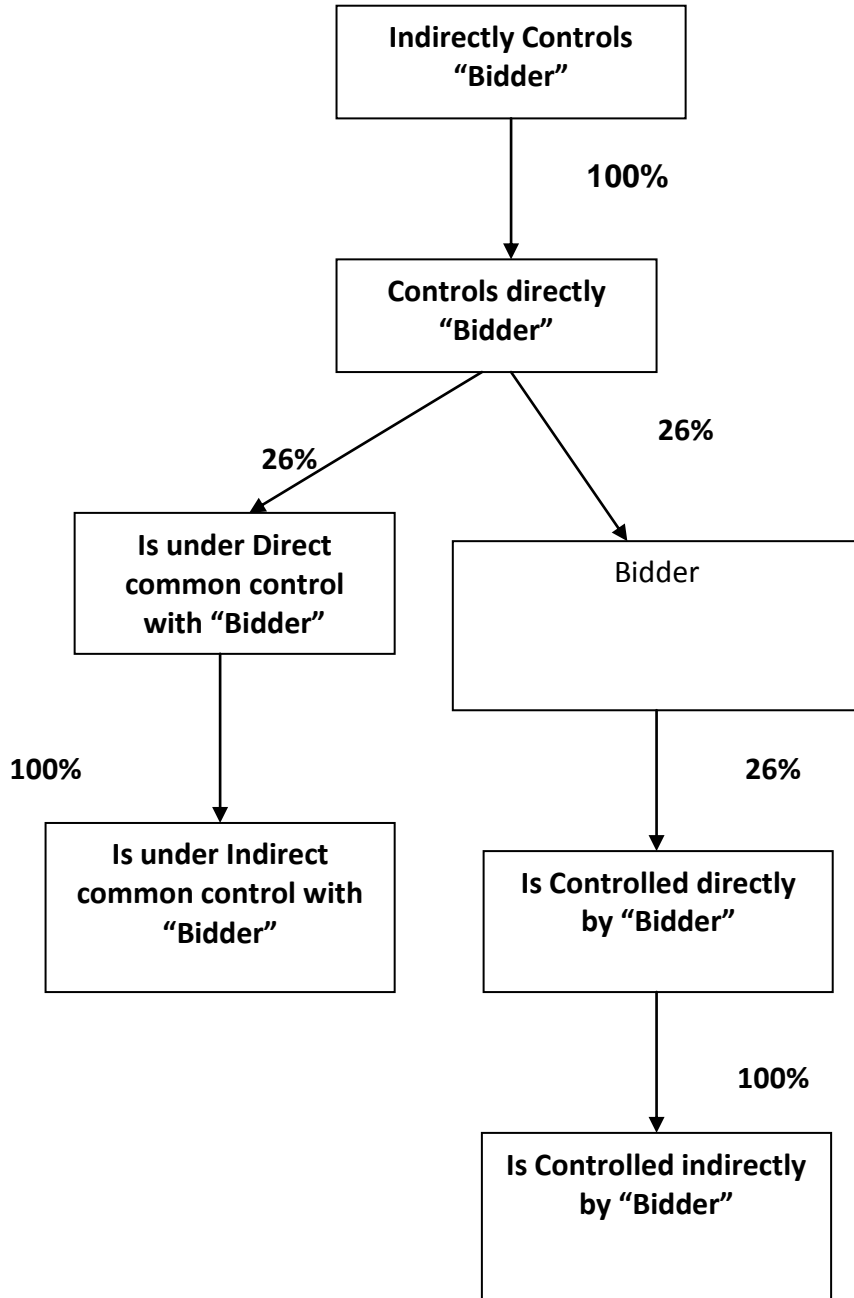 Indirectly Controls
“Bidder”
100%
Controls directly
“Bidder”
26%
26%
Is under Direct
common control
with “Bidder”
Bidder
100%
26%
Is under Indirect
common control with
“Bidder”
Is Controlled directly
by “Bidder”
100%
Is Controlled indirectly
by “Bidder”